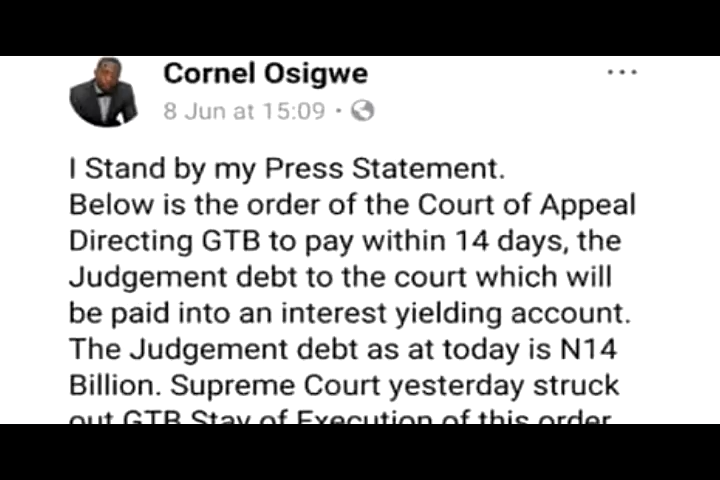 Cornel Osigwe
8 Jun at 15:09 ·
I Stand by my Press Statement.
Below is the order of the Court of Appeal
Directing GTB to pay within 14 days, the
Judgement debt to the court which will
be paid into an interest yielding account.
The Judgement debt as at today is N14
Billion. Supreme Court yesterday struck
out GTB Stay of Execution of this order